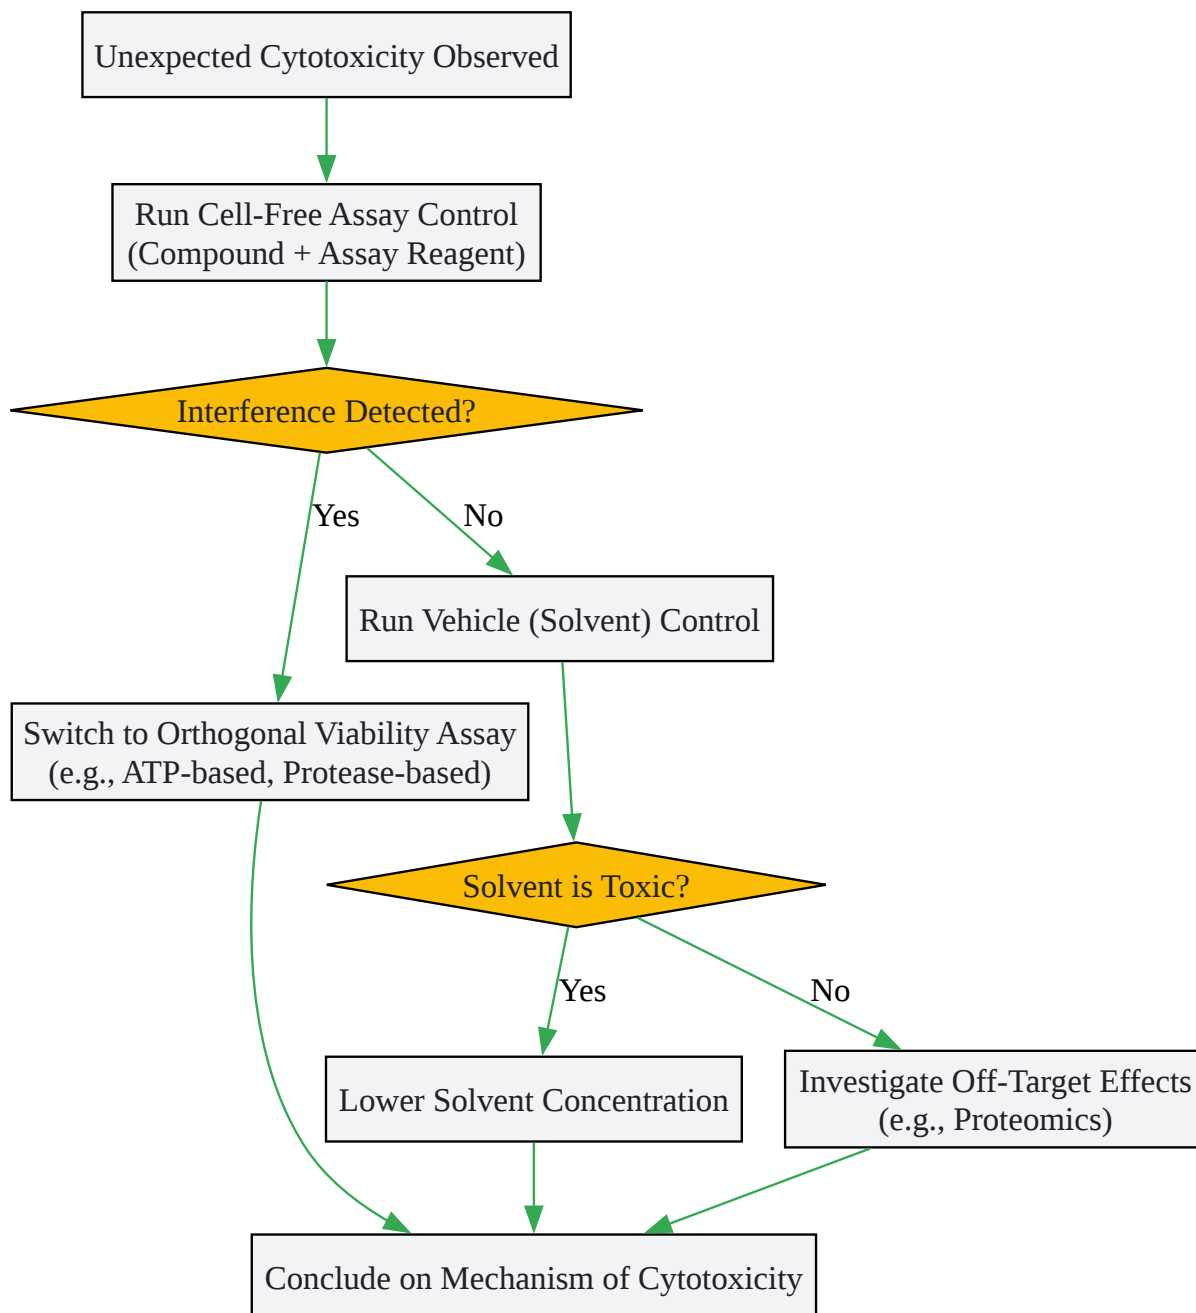 Unexpected Cytotoxicity Observed
Run Cell-Free Assay Control
(Compound + Assay Reagent)
Interference Detected?
Yes
No
Run Vehicle (Solvent) Control
Switch to Orthogonal Viability Assay
(e.g., ATP-based, Protease-based)
Solvent is Toxic?
Yes
No
Lower Solvent Concentration
Investigate Off-Target Effects
(e.g., Proteomics)
Conclude on Mechanism of Cytotoxicity